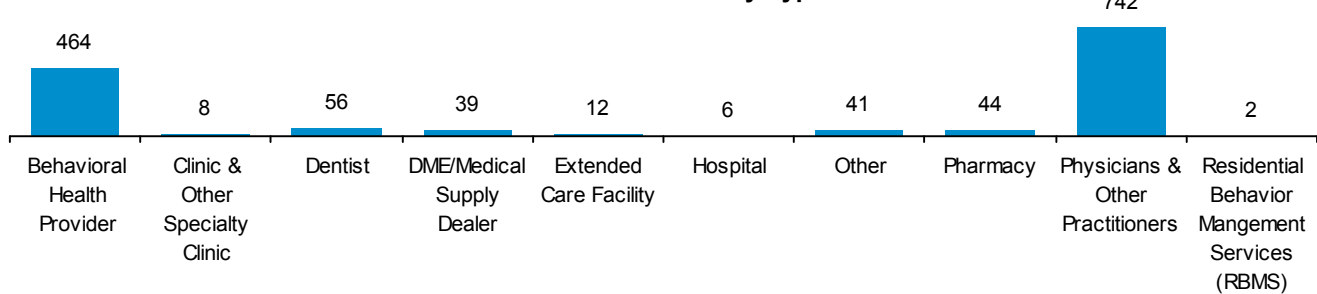 742
464
8
56
39
12
6
41
44
2
Behavioral
Health
Provider
Clinic &
Other
Specialty
Clinic
Dentist
DME/Medical
Supply
Dealer
Extended
Care Facility
Hospital
Other
Pharmacy
Physicians &
Other
Practitioners
Residential
Behavior
Mangement
Services
(RBMS)